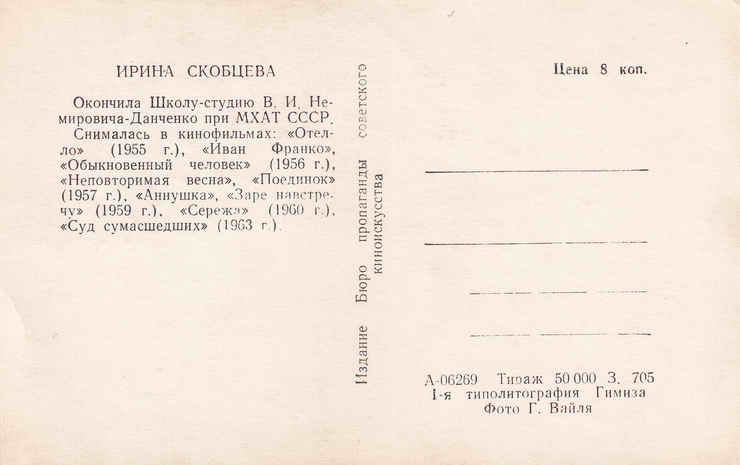 ИРИНА СКОБЦЕВА
Окончила Школу-студию В. И. Не-
мировича-Данченко при МХАТ СССР.
Снималась в кинофильмах: «Отел-
ло» (1955 г.), «Иван Франко»,
«Обыкновенный человек» (1956 г.),
«Неповторимая весна», «Поединок»
(1957 г.), «Аннушка», «Заре навстре-
чу» (1959 г.), «Сережа» (1960 г.),
«Суд сумасшедших» (1963 г.).
Издание Бюро пропаганды советского
киноискусства
Цена 8 коп.
А-06269 Тираж 50 000 З. 705
1-я типолитография Гимиза
Фото Г. Вайля